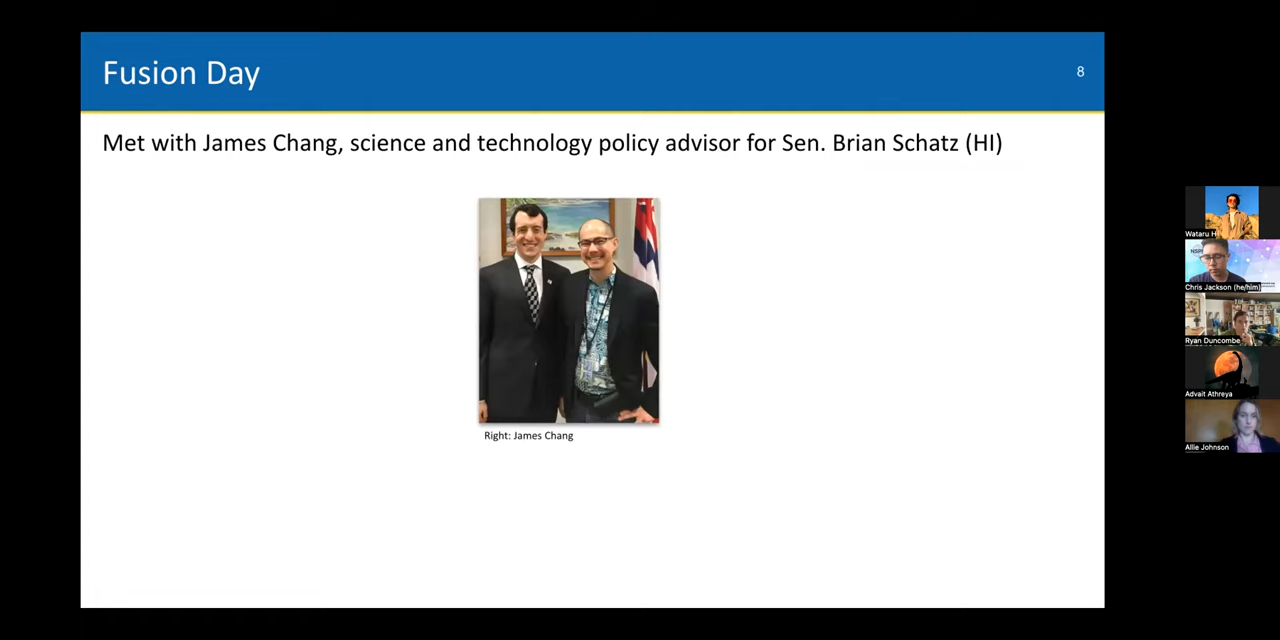 Fusion Day
8
Met with James Chang, science and technology policy advisor for Sen. Brian Schatz (HI)
Right: James Chang
Wataru H
Chris Jackson (he/him)
Ryan Duncombe
Advait Athreya
Allie Johnson